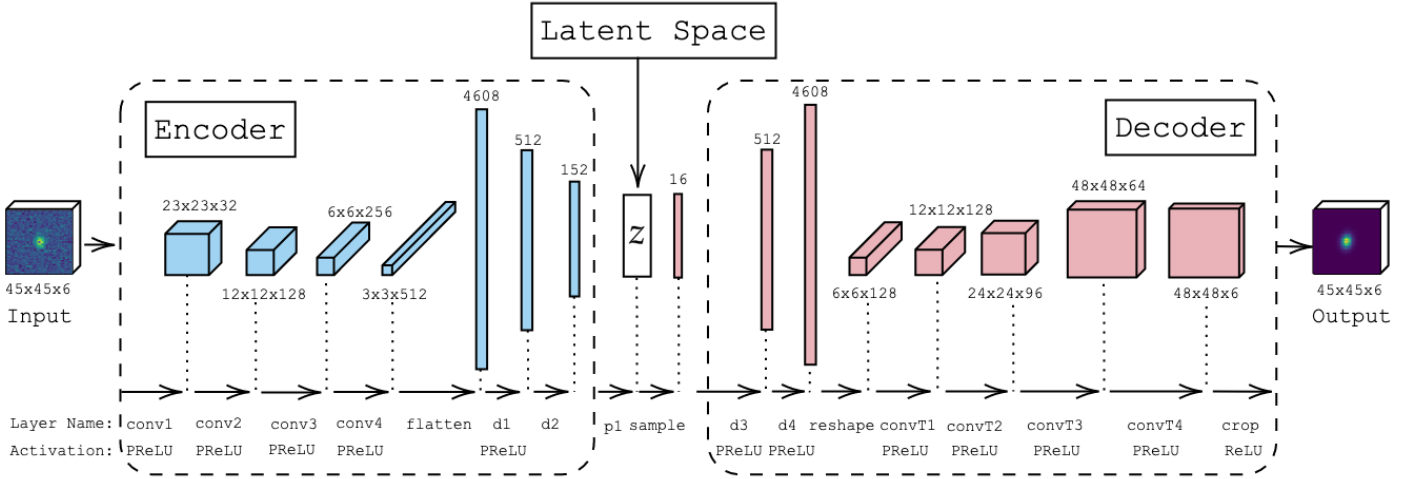 Latent Space
Encoder
Decoder
4608
512
152
23x23x32
6x6x256
12x12x128
3x3x512
45x45x6
Input
z
16
4608
512
48x48x64
12x12x128
6x6x128
24x24x96
48x48x6
45x45x6
Output
Layer Name: conv1 conv2 conv3 conv4 flatten d1 d2 p1 sample d3 d4 reshape convT1 convT2 convT3 convT4 crop
Activation: PReLU PReLU PReLU PReLU PReLU PReLU PReLU PReLU PReLU PReLU PReLU ReLU